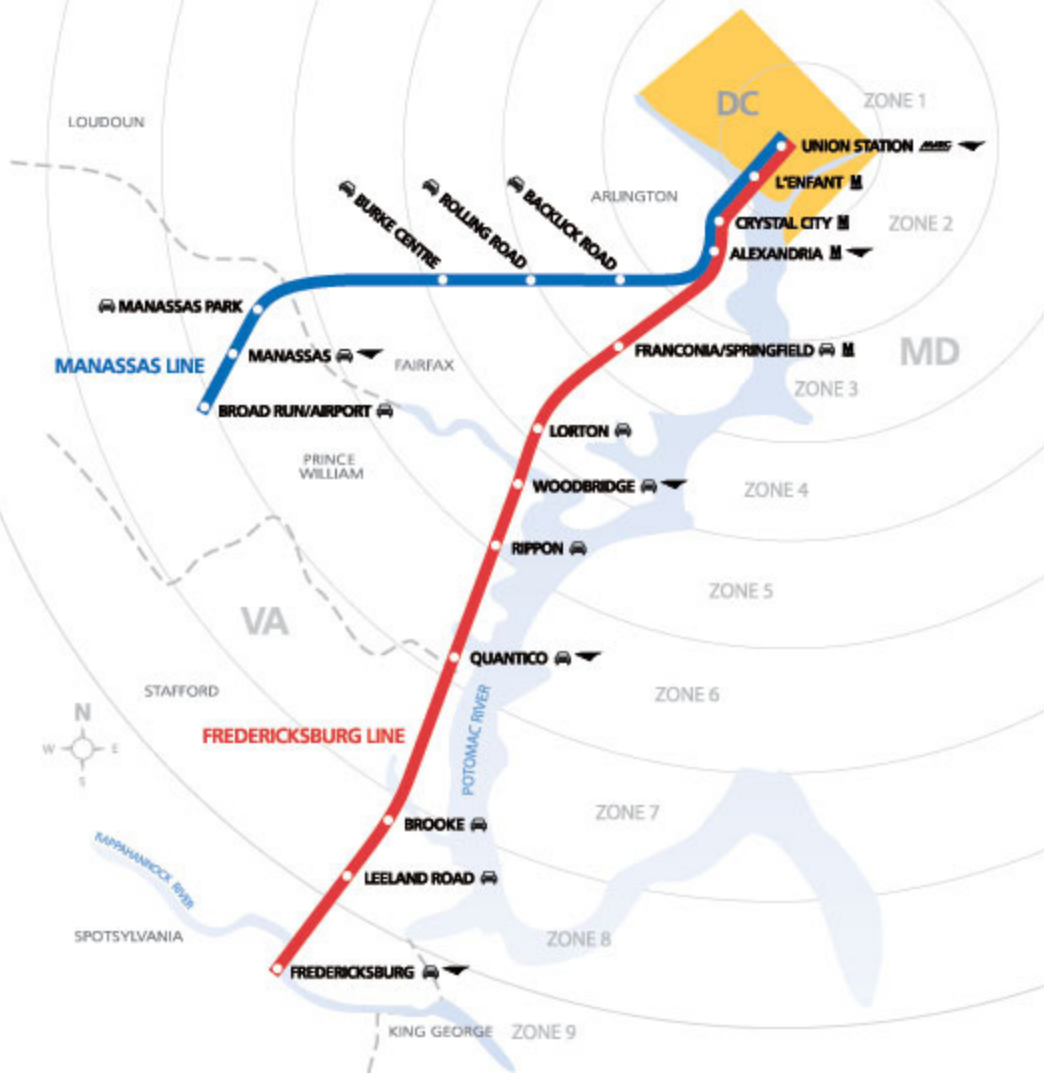 DC
ZONE 1
LOUDOUN
UNION STATION
L'ENFANT
ARLINGTON
BURKE CENTRE
ROLLING ROAD
BACKLICK ROAD
CRYSTAL CITY
ZONE 2
ALEXANDRIA
MANASSAS PARK
MANASSAS
FRANCONIA/SPRINGFIELD
MD
MANASSAS LINE
FAIRFAX
ZONE 3
BROAD RUN/AIRPORT
LORTON
PRINCE
WILLIAM
WOODBRIDGE
ZONE 4
RIPPON
ZONE 5
VA
QUANTICO
STAFFORD
ZONE 6
N
W
E
S
FREDERICKSBURG LINE
POTOMAC RIVER
ZONE 7
BROOKE
RAPPAHANNOCK RIVER
LEELAND ROAD
SPOTSYLVANIA
ZONE 8
FREDERICKSBURG
KING GEORGE
ZONE 9